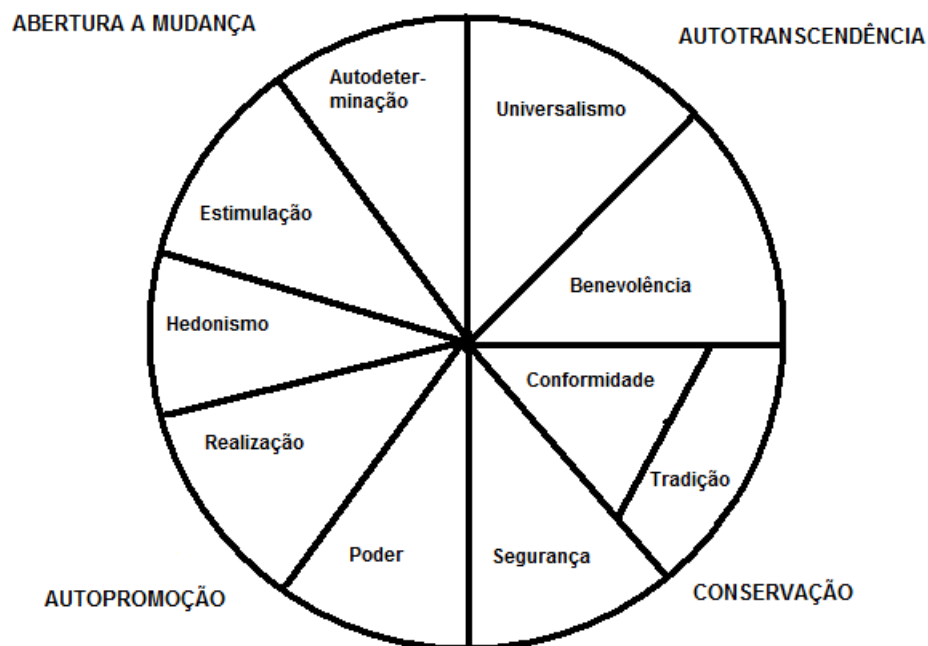 ABERTURA A MUDANÇA
AUTOTRANSCENDÊNCIA
Autodeter-
minação
Universalismo
Estimulação
Benevolência
Hedonismo
Conformidade
Realização
Tradição
Poder
Segurança
AUTOPROMOÇÃO
CONSERVAÇÃO